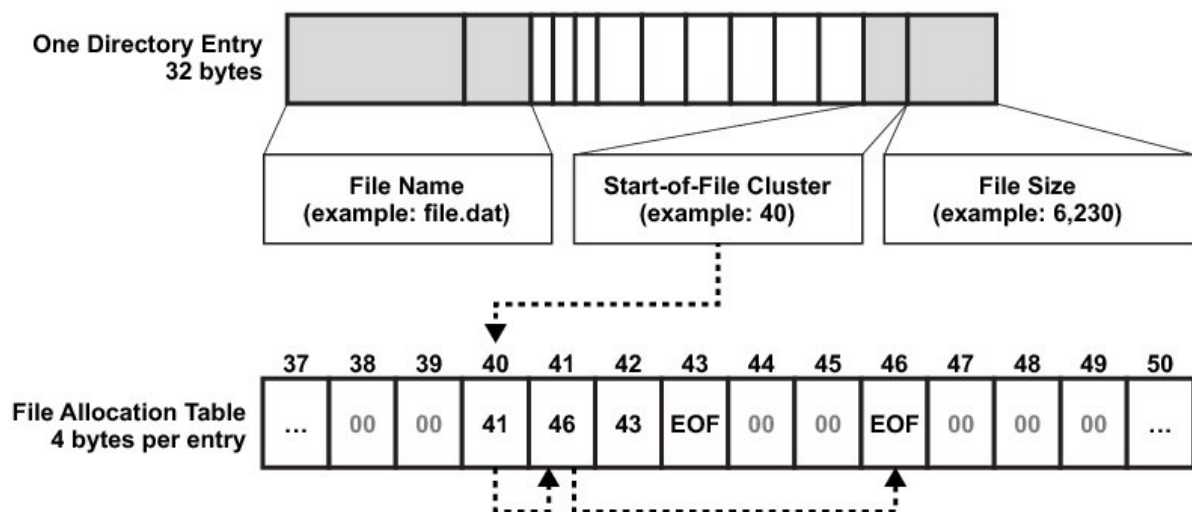 One Directory Entry
32 bytes
File Name
(example: file.dat)
Start-of-File Cluster
(example: 40)
File Size
(example: 6,230)
37 38 39 40 41 42 43 44 45 46 47 48 49 50
File Allocation Table
4 bytes per entry
... 00 00 41 46 43 EOF 00 00 EOF 00 00 00 ...